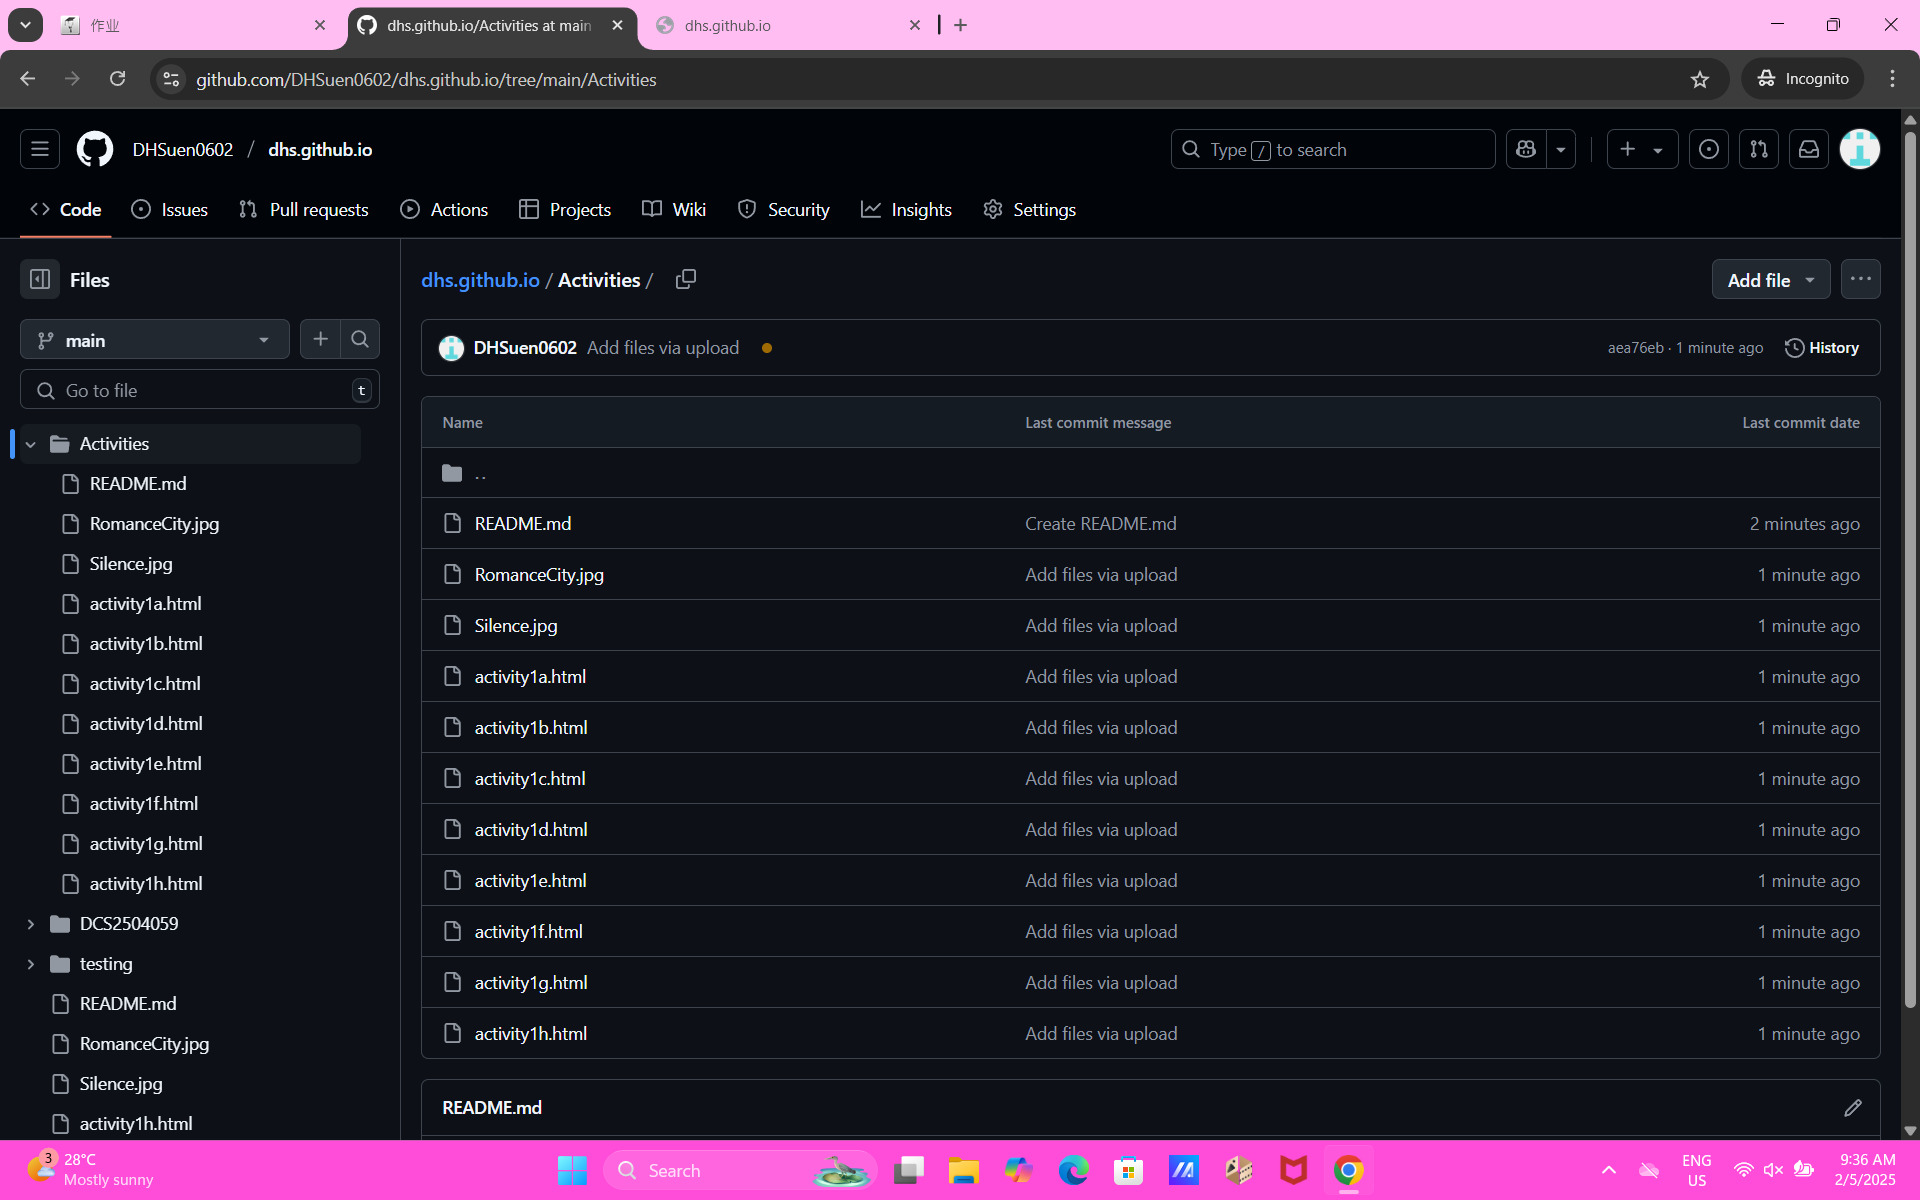 作业
dhs.github.io/Activities at main
dhs.github.io
github.com/DHSuen0602/dhs.github.io/tree/main/Activities
Incognito
DHSuen0602 / dhs.github.io
Type / to search
Code
Issues
Pull requests
Actions
Projects
Wiki
Security
Insights
Settings
Files
main
Go to file
t
Activities
README.md
RomanceCity.jpg
Silence.jpg
activity1a.html
activity1b.html
activity1c.html
activity1d.html
activity1e.html
activity1f.html
activity1g.html
activity1h.html
DCS2504059
testing
README.md
RomanceCity.jpg
Silence.jpg
activity1h.html
dhs.github.io / Activities /
Add file
DHSuen0602 Add files via upload
aea76eb · 1 minute ago
History
Name Last commit message Last commit date
..
README.md Create README.md 2 minutes ago
RomanceCity.jpg Add files via upload 1 minute ago
Silence.jpg Add files via upload 1 minute ago
activity1a.html Add files via upload 1 minute ago
activity1b.html Add files via upload 1 minute ago
activity1c.html Add files via upload 1 minute ago
activity1d.html Add files via upload 1 minute ago
activity1e.html Add files via upload 1 minute ago
activity1f.html Add files via upload 1 minute ago
activity1g.html Add files via upload 1 minute ago
activity1h.html Add files via upload 1 minute ago
README.md
3
28°C
Mostly sunny
Search
ENG
US
9:36 AM
2/5/2025